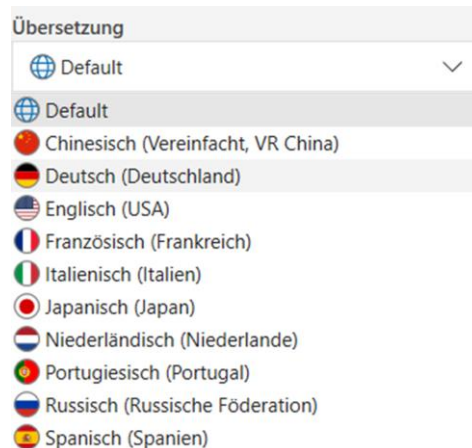 Übersetzung
Default
Default
Chinesisch (Vereinfacht, VR China)
Deutsch (Deutschland)
Englisch (USA)
Französisch (Frankreich)
Italienisch (Italien)
Japanisch (Japan)
Niederländisch (Niederlande)
Portugiesisch (Portugal)
Russisch (Russische Föderation)
Spanisch (Spanien)